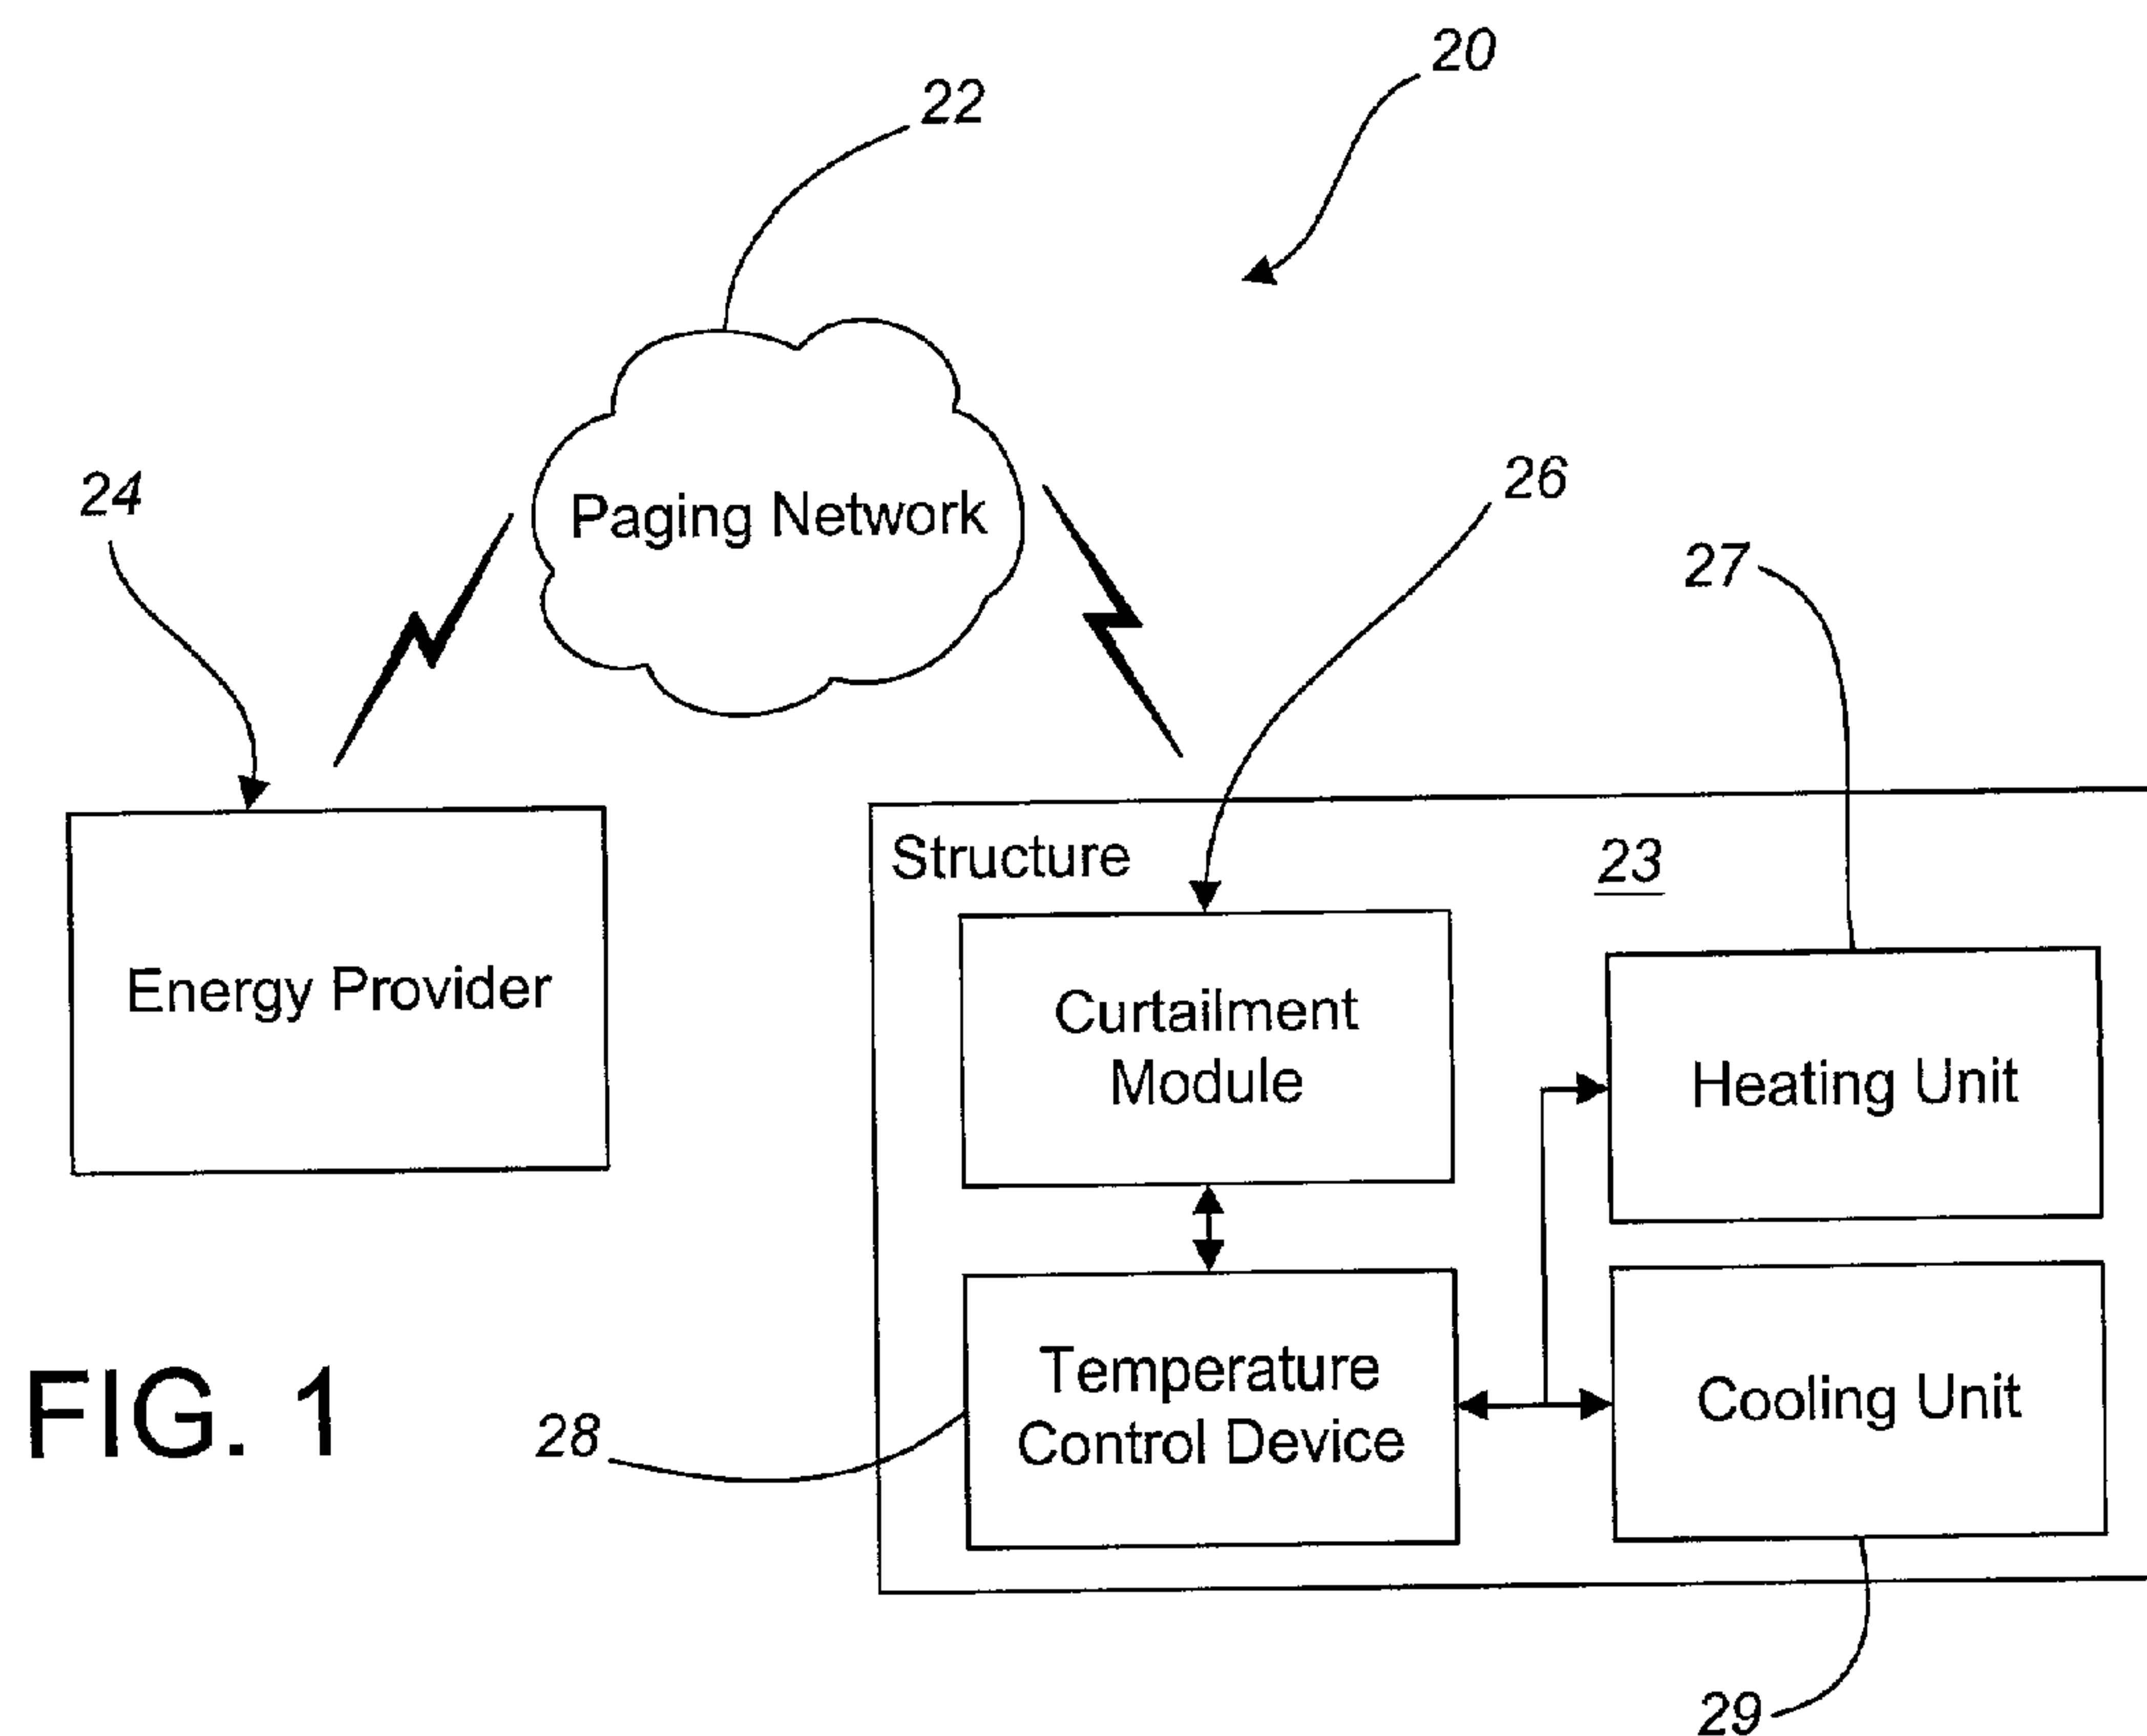 20
22
24
Paging Network
26
27
Structure
23
Energy Provider
Curtailment
Module
Heating Unit
Temperature
Control Device
Cooling Unit
28
FIG. 1
29